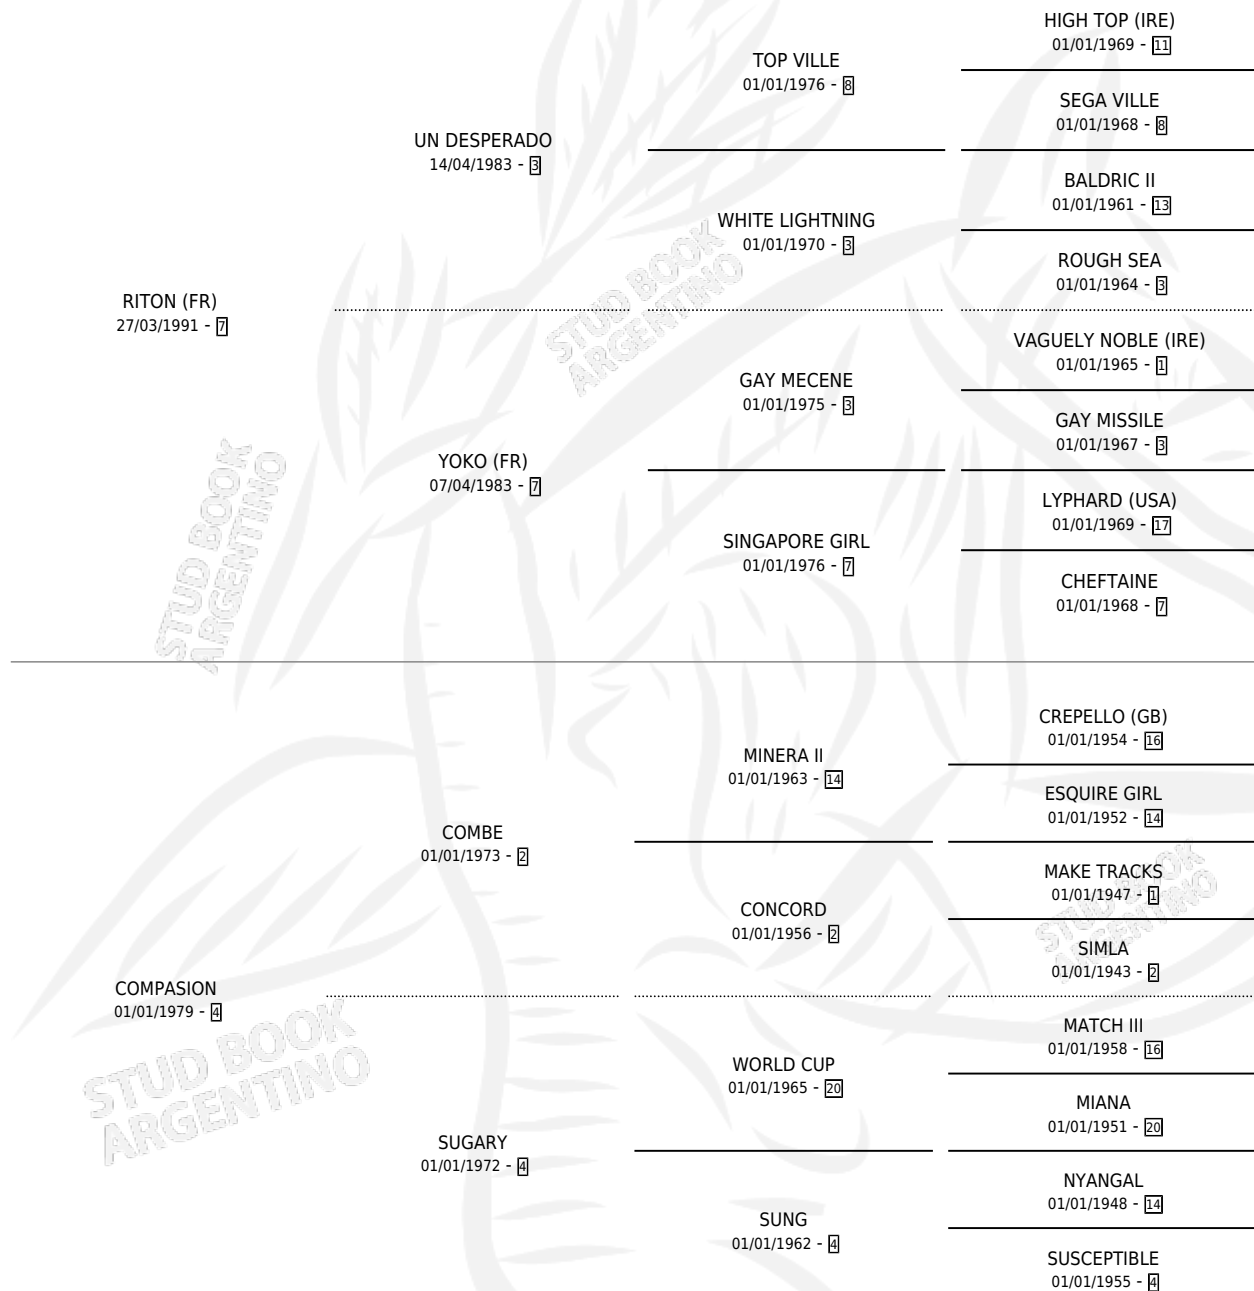 HIGH TOP (IRE)
01/01/1969 - 11
TOP VILLE
01/01/1976 - 8
SEGA VILLE
01/01/1968 - 8
UN DESPERADO
14/04/1983 - 3
BALDRIC II
01/01/1961 - 13
WHITE LIGHTNING
01/01/1970 - 3
ROUGH SEA
01/01/1964 - 3
RITON (FR)
27/03/1991 - 7
VAGUELY NOBLE (IRE)
01/01/1965 - 1
GAY MECENE
01/01/1975 - 3
GAY MISSILE
01/01/1967 - 3
YOKO (FR)
07/04/1983 - 7
LYPHARD (USA)
01/01/1969 - 17
SINGAPORE GIRL
01/01/1976 - 7
CHEFTAINE
01/01/1968 - 7
CREPELLO (GB)
01/01/1954 - 16
MINERA II
01/01/1963 - 14
ESQUIRE GIRL
01/01/1952 - 14
COMBE
01/01/1973 - 2
MAKE TRACKS
01/01/1947 - 1
CONCORD
01/01/1956 - 2
SIMLA
01/01/1943 - 2
COMPASION
01/01/1979 - 4
MATCH III
01/01/1958 - 16
WORLD CUP
01/01/1965 - 20
MIANA
01/01/1951 - 20
SUGARY
01/01/1972 - 4
NYANGAL
01/01/1948 - 14
SUNG
01/01/1962 - 4
SUSCEPTIBLE
01/01/1955 - 4
STUD BOOK
ARGENTINO
STUD BOOK
ARGENTINO
STUD BOOK
ARGENTINO
STUD BOOK
ARGENTINO